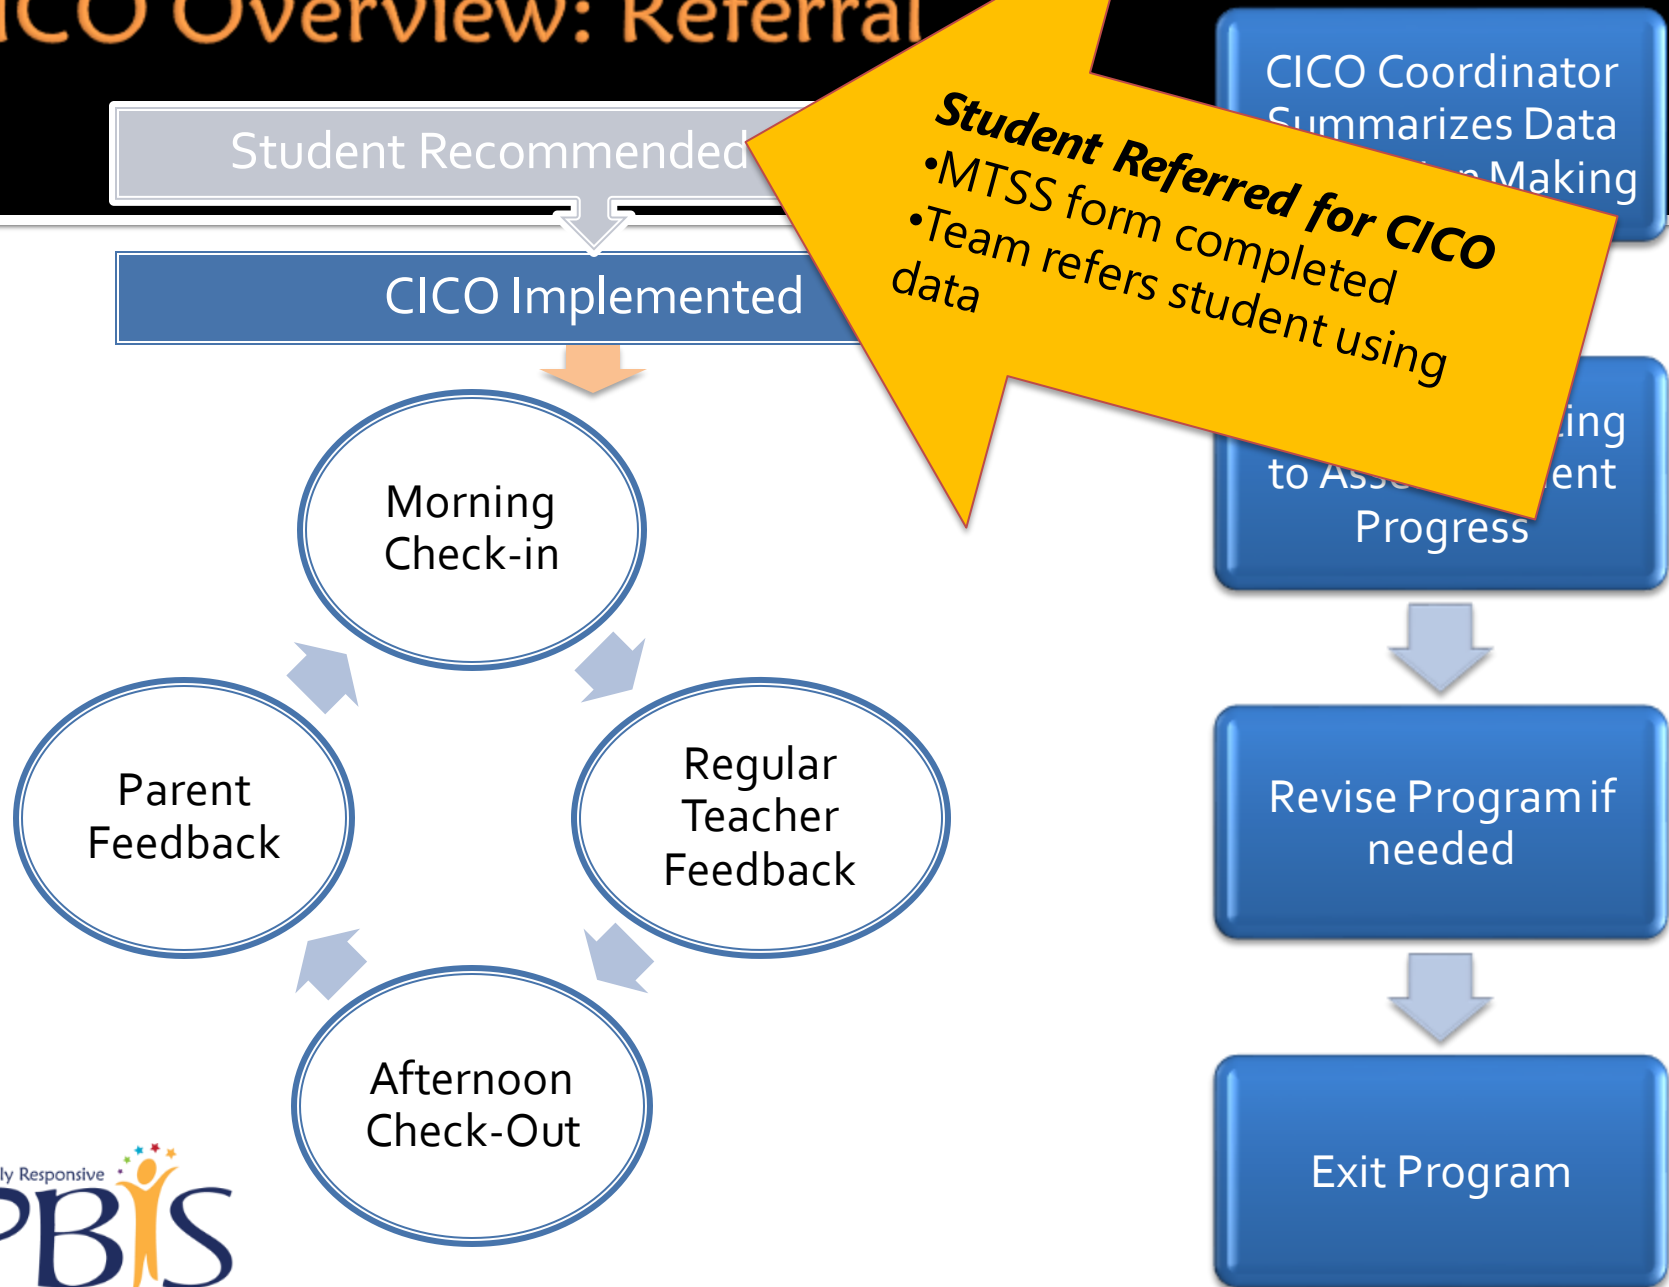 ICO Overview: Referral
Student Recommended
CICO Implemented
Student Referred for CICO
•MTSS form completed
•Team refers student using
data
Morning
Check-in
Regular
Teacher
Feedback
Afternoon
Check-Out
Parent
Feedback
CICO Coordinator
Summarizes Data
Making
to
Progress
Revise Program if
needed
Exit Program
ly Responsive
PBIS